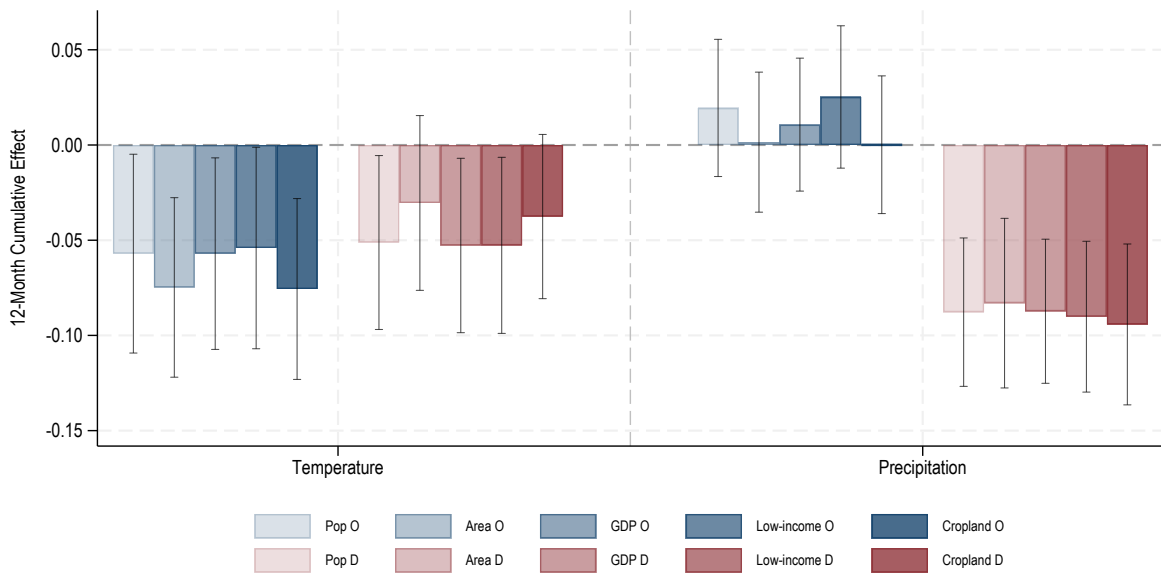 12-Month Cumulative Effect
0.05
0.00
-0.05
-0.10
-0.15
Temperature
Precipitation
Pop O
Area O
GDP O
Low-income O
Cropland O
Pop D
Area D
GDP D
Low-income D
Cropland D